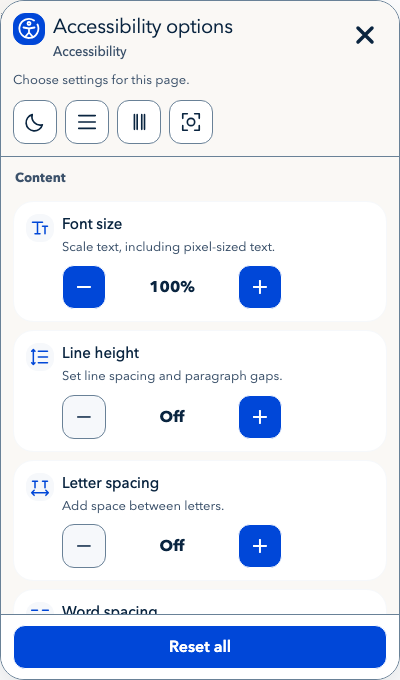 Accessibility options
Accessibility
Choose settings for this page.
Content
Font size
Scale text, including pixel-sized text.
100%
Line height
Set line spacing and paragraph gaps.
Off
Letter spacing
Add space between letters.
Off
Word spacing
Reset all